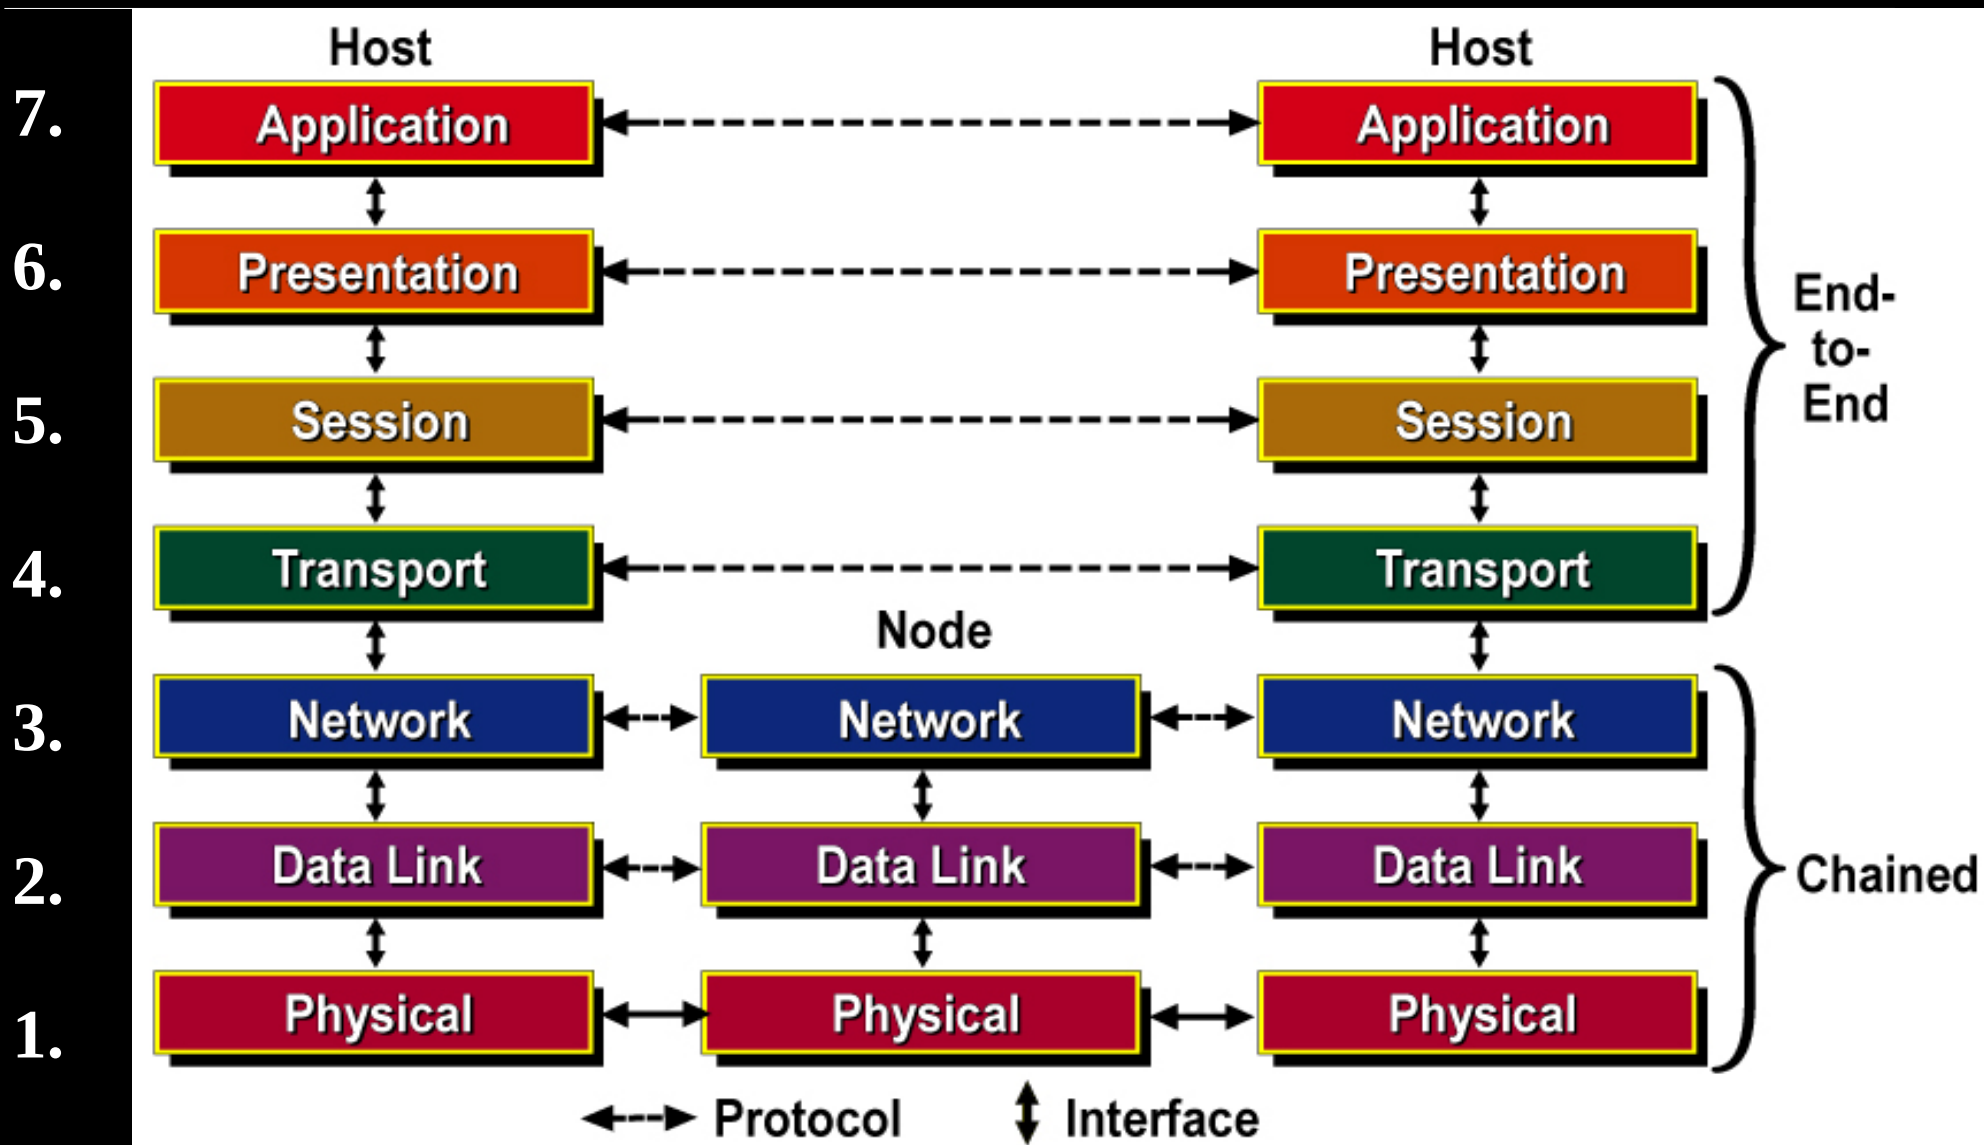 Host Host
7. Application Application
6. Presentation Presentation
End-
to-
End
5. Session Session
4. Transport Transport
Node
3. Network Network Network
2. Data Link Data Link Data Link
Chained
1. Physical Physical Physical
Protocol Interface